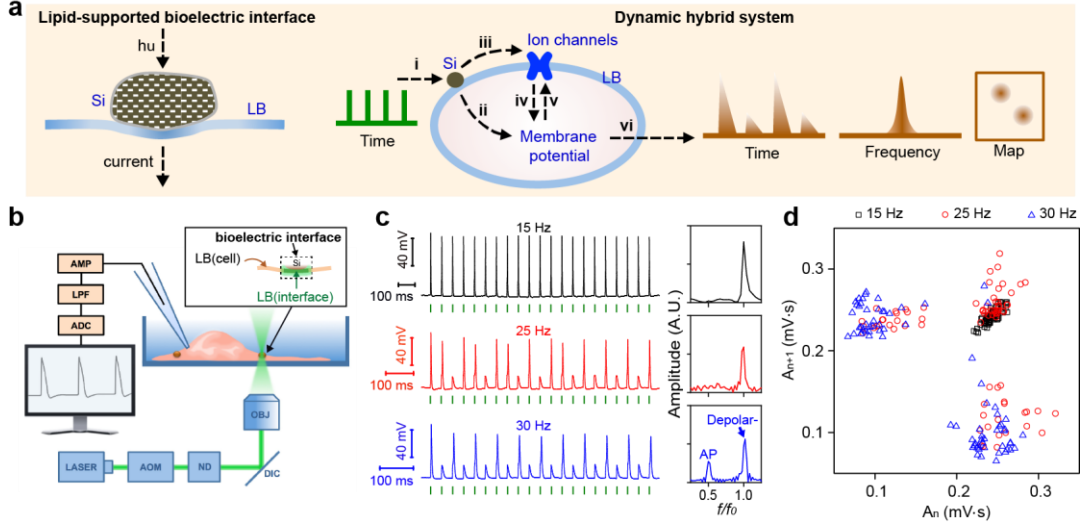 a
Lipid-supported bioelectric interface
Dynamic hybrid system
hu
Si
LB
current
i
Si
iii
Ion channels
LB
ii
iv
v
Membrane
potential
vi
Time
Time
Frequency
Map
b
bioelectric interface
Si
LB(cell)
LB(interface)
AMP
LPF
ADC
OBJ
LASER
AOM
ND
DIC
c
15 Hz
40 mV
100 ms
25 Hz
40 mV
100 ms
30 Hz
40 mV
100 ms
Amplitude (A.U.)
Depolar-
AP
0.5
1.0
f/f0
d
15 Hz
25 Hz
30 Hz
0.3
0.2
0.1
An+1 (mV·s)
0.1
0.2
0.3
An (mV·s)